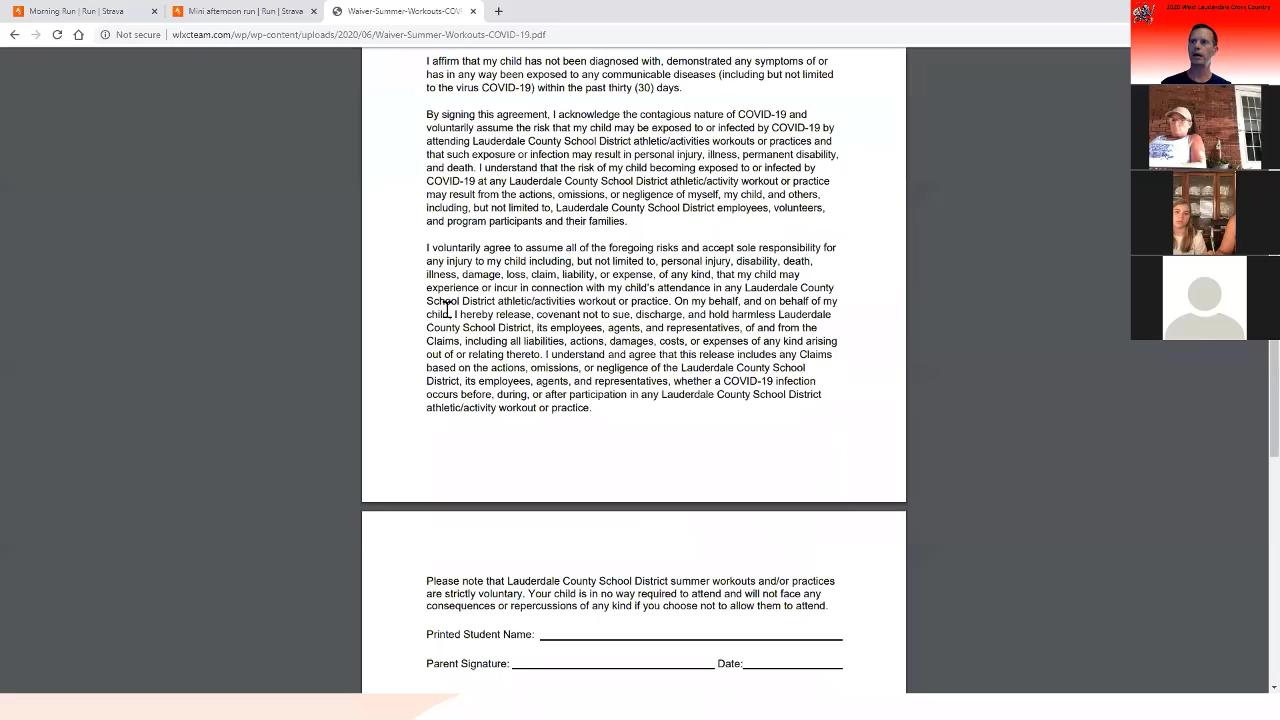 Morning Run | Run | Strava
Mini afternoon run | Run | Strava
Waiver-Summer-Workouts-COVI
Not secure | wlxcteam.com/wp/wp-content/uploads/2020/06/Waiver-Summer-Workouts-COVID-19.pdf
2020 West Lauderdale Cross Country
I affirm that my child has not been diagnosed with, demonstrated any symptoms of or
has in any way been exposed to any communicable diseases (including but not limited
to the virus COVID-19) within the past thirty (30) days.
By signing this agreement, I acknowledge the contagious nature of COVID-19 and
voluntarily assume the risk that my child may be exposed to or infected by COVID-19 by
attending Lauderdale County School District athletic/activities workouts or practices and
that such exposure or infection may result in personal injury, illness, permanent disability,
and death. I understand that the risk of my child becoming exposed to or infected by
COVID-19 at any Lauderdale County School District athletic/activity workout or practice
may result from the actions, omissions, or negligence of myself, my child, and others,
including, but not limited to, Lauderdale County School District employees, volunteers,
and program participants and their families.
I voluntarily agree to assume all of the foregoing risks and accept sole responsibility for
any injury to my child including, but not limited to, personal injury, disability, death,
illness, damage, loss, claim, liability, or expense, of any kind, that my child may
experience or incur in connection with my child's attendance in any Lauderdale County
School District athletic/activities workout or practice. On my behalf, and on behalf of my
child, I hereby release, covenant not to sue, discharge, and hold harmless Lauderdale
County School District, its employees, agents, and representatives, of and from the
Claims, including all liabilities, actions, damages, costs, or expenses of any kind arising
out of or relating thereto. I understand and agree that this release includes any Claims
based on the actions, omissions, or negligence of the Lauderdale County School
District, its employees, agents, and representatives, whether a COVID-19 infection
occurs before, during, or after participation in any Lauderdale County School District
athletic/activity workout or practice.
Please note that Lauderdale County School District summer workouts and/or practices
are strictly voluntary. Your child is in no way required to attend and will not face any
consequences or repercussions of any kind if you choose not to allow them to attend.
Printed Student Name:
Parent Signature: Date: